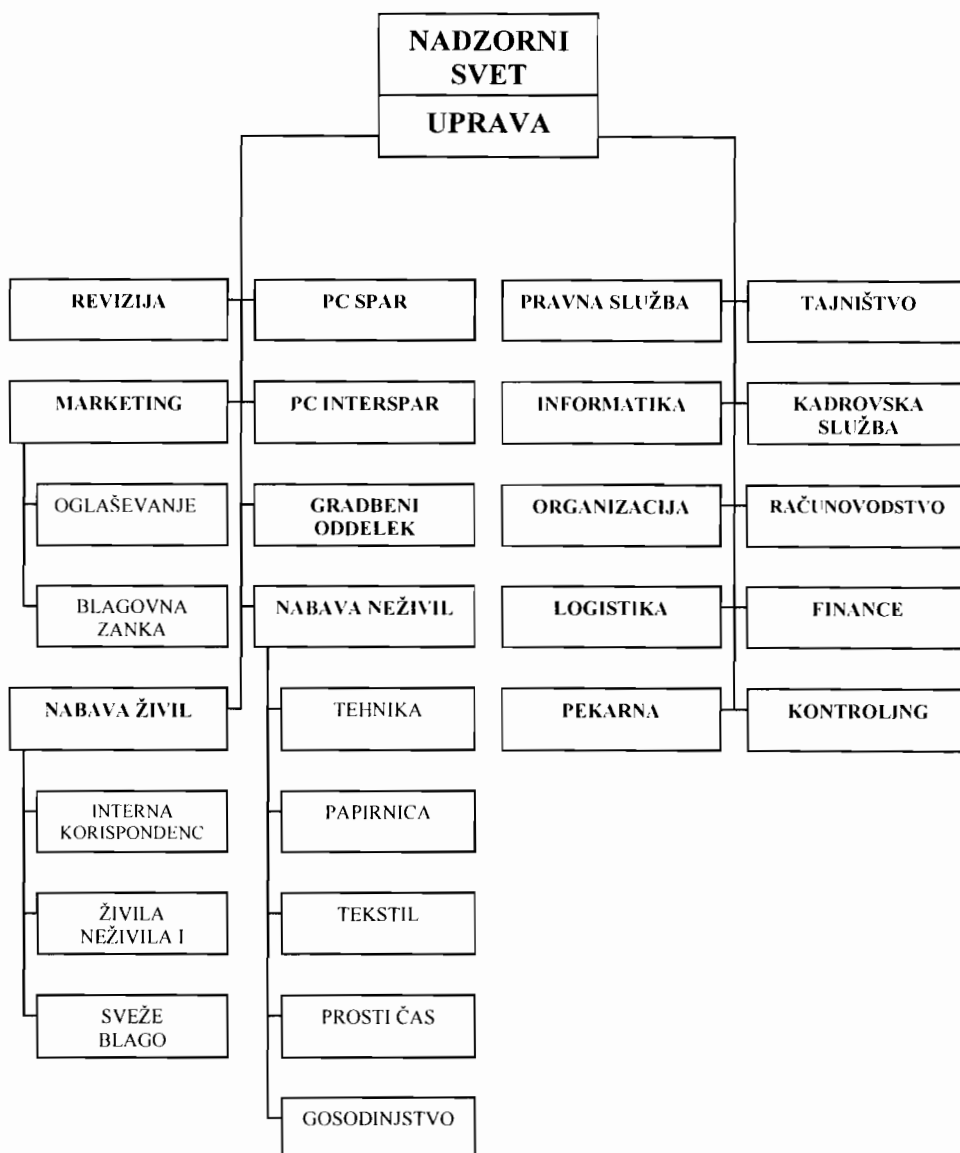 NADZORNI
SVET
UPRAVA
REVIZIJA
PC SPAR
PRAVNA SLUŽBA
TAJNIŠTVO
MARKETING
PC INTERSPAR
INFORMATIKA
KADROVSKA
SLUŽBA
OGLAŠEVANJE
GRADBENI
ODDELEK
ORGANIZACIJA
RAČUNOVODSTVO
BLAGOVNA
ZANKA
NABAVA NEŽIVIL
LOGISTIKA
FINANCE
NABAVA ŽIVIL
TEHNIKA
PEKARNA
KONTROLJNG
INTERNA
KORISPONDENC
PAPIRNICA
ŽIVILA
NEŽIVILA I
TEKSTIL
SVEŽE
BLAGO
PROSTI ČAS
GOSODINJSTVO